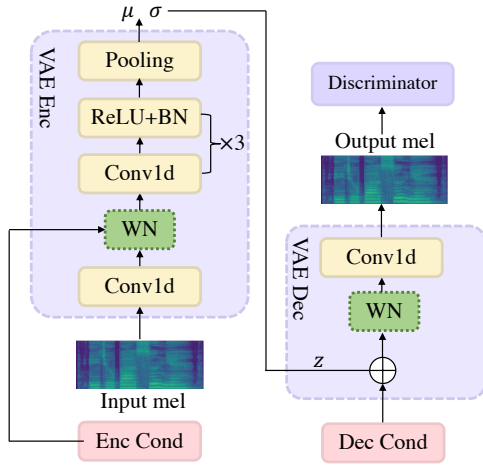 μ σ
VAE Enc
Pooling
ReLU+BN
×3
Conv1d
WN
Conv1d
Input mel
Enc Cond
Discriminator
Output mel
VAE Dec
Conv1d
WN
z
Dec Cond